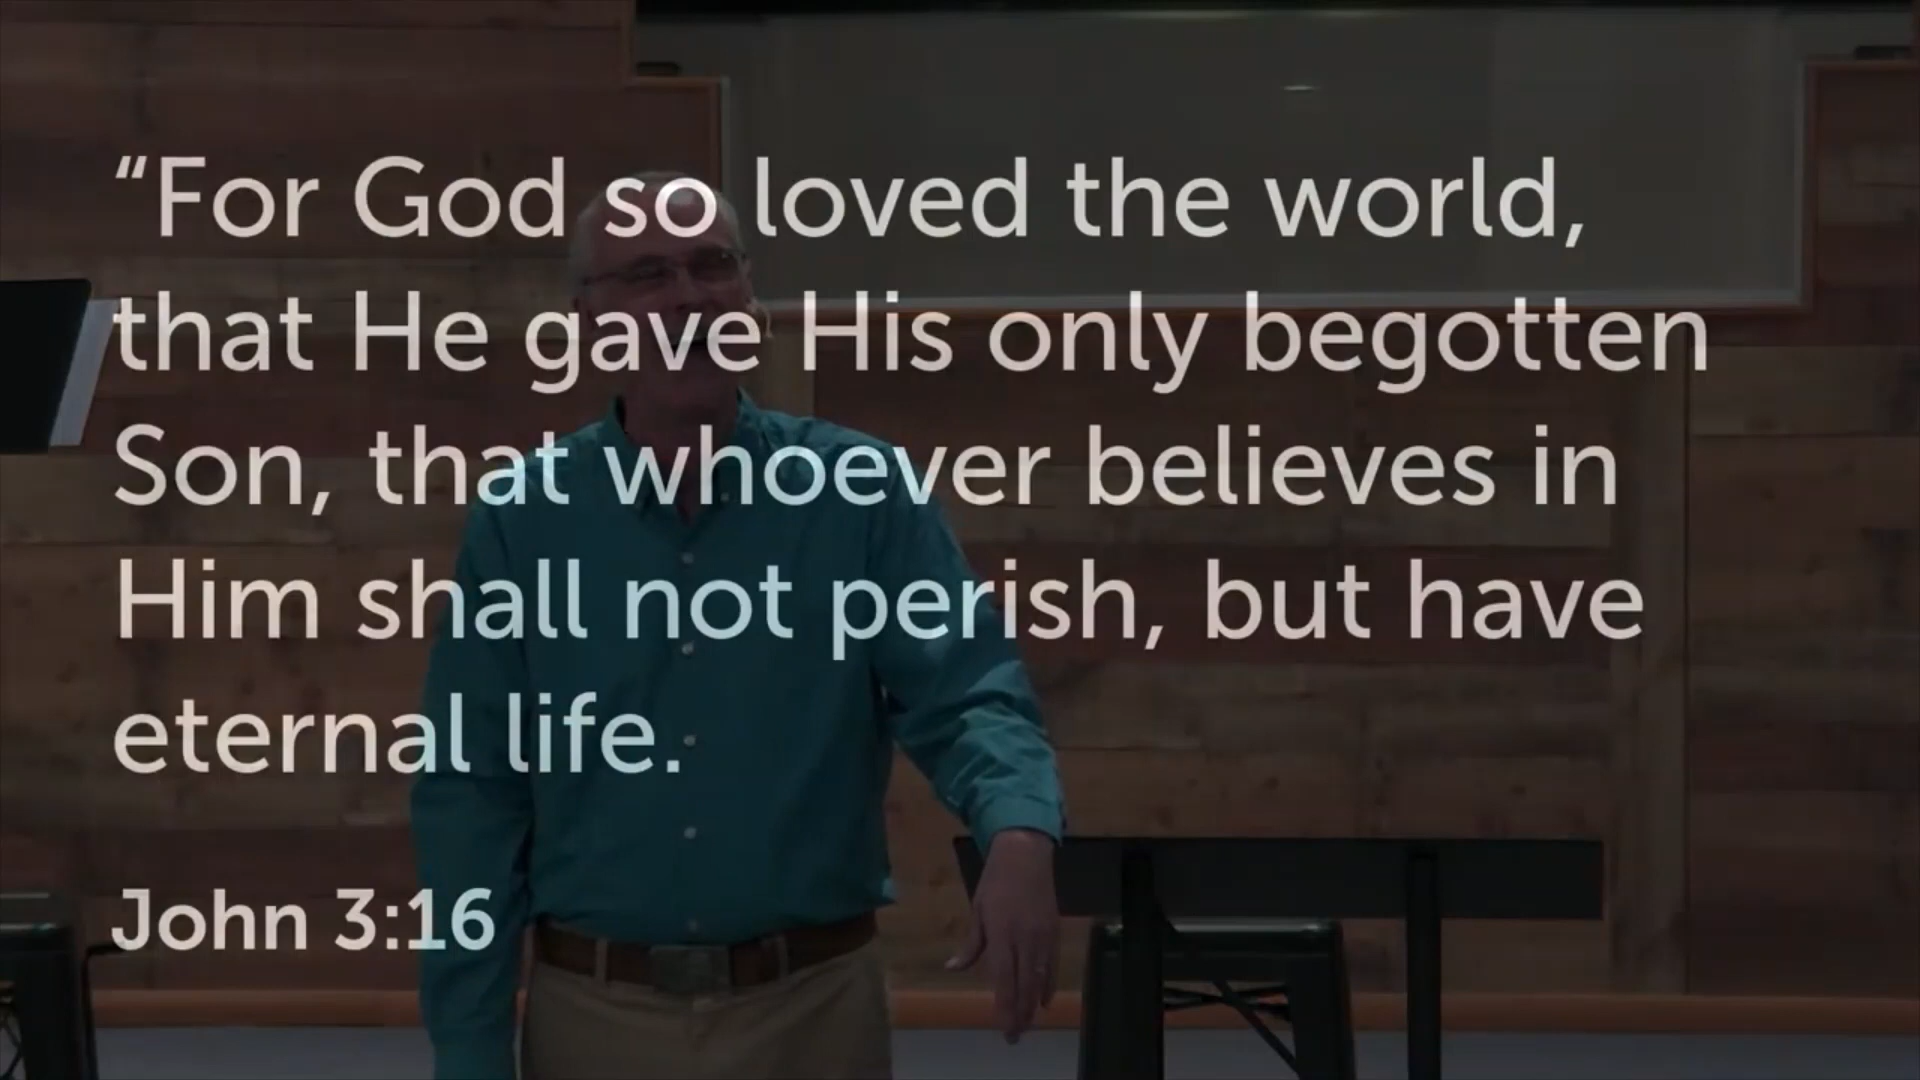 “For God so loved the world,
that He gave His only begotten
Son, that whoever believes in
Him shall not perish, but have
eternal life.
John 3:16